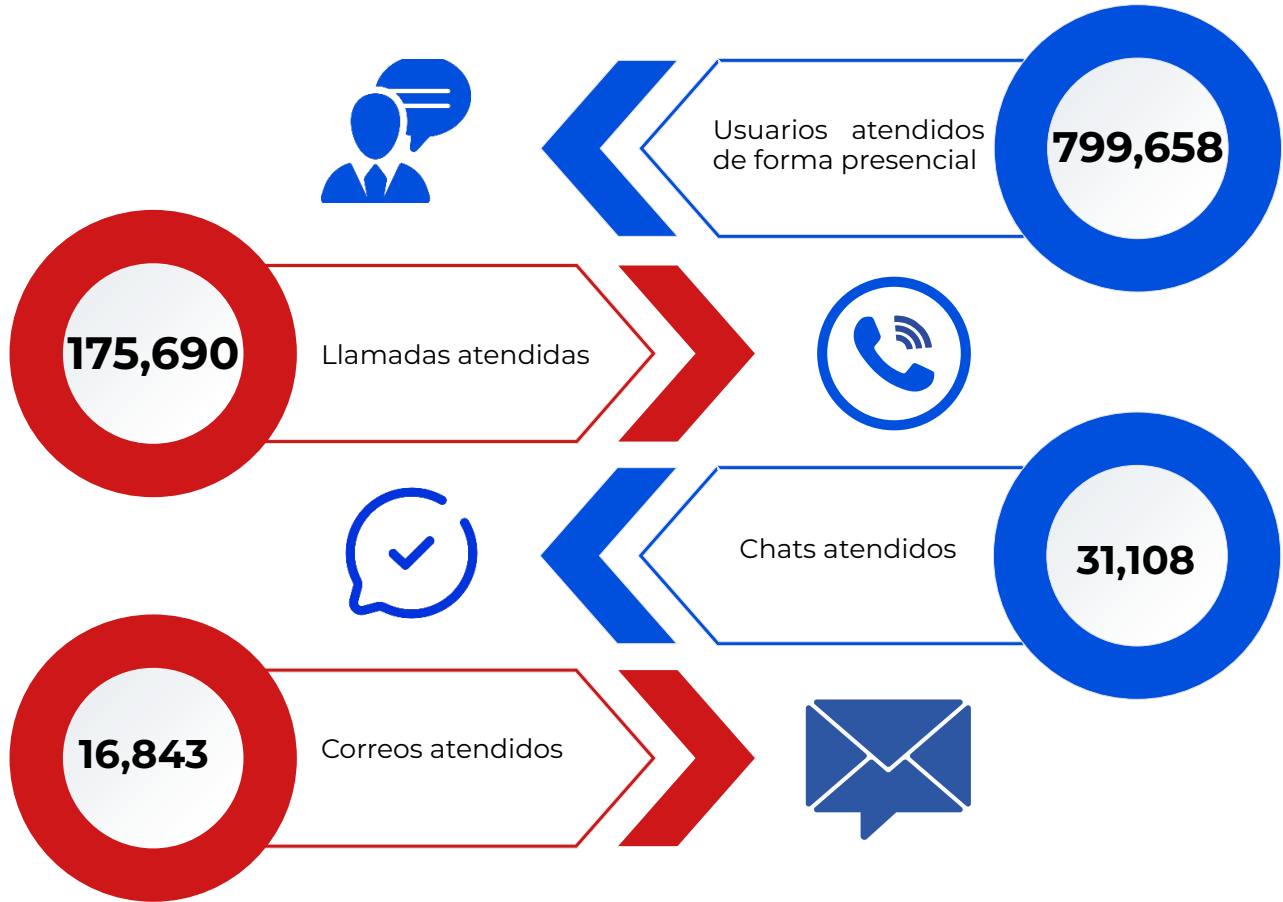 Usuarios atendidos
de forma presencial
799,658
175,690
Llamadas atendidas
Chats atendidos
31,108
16,843
Correos atendidos